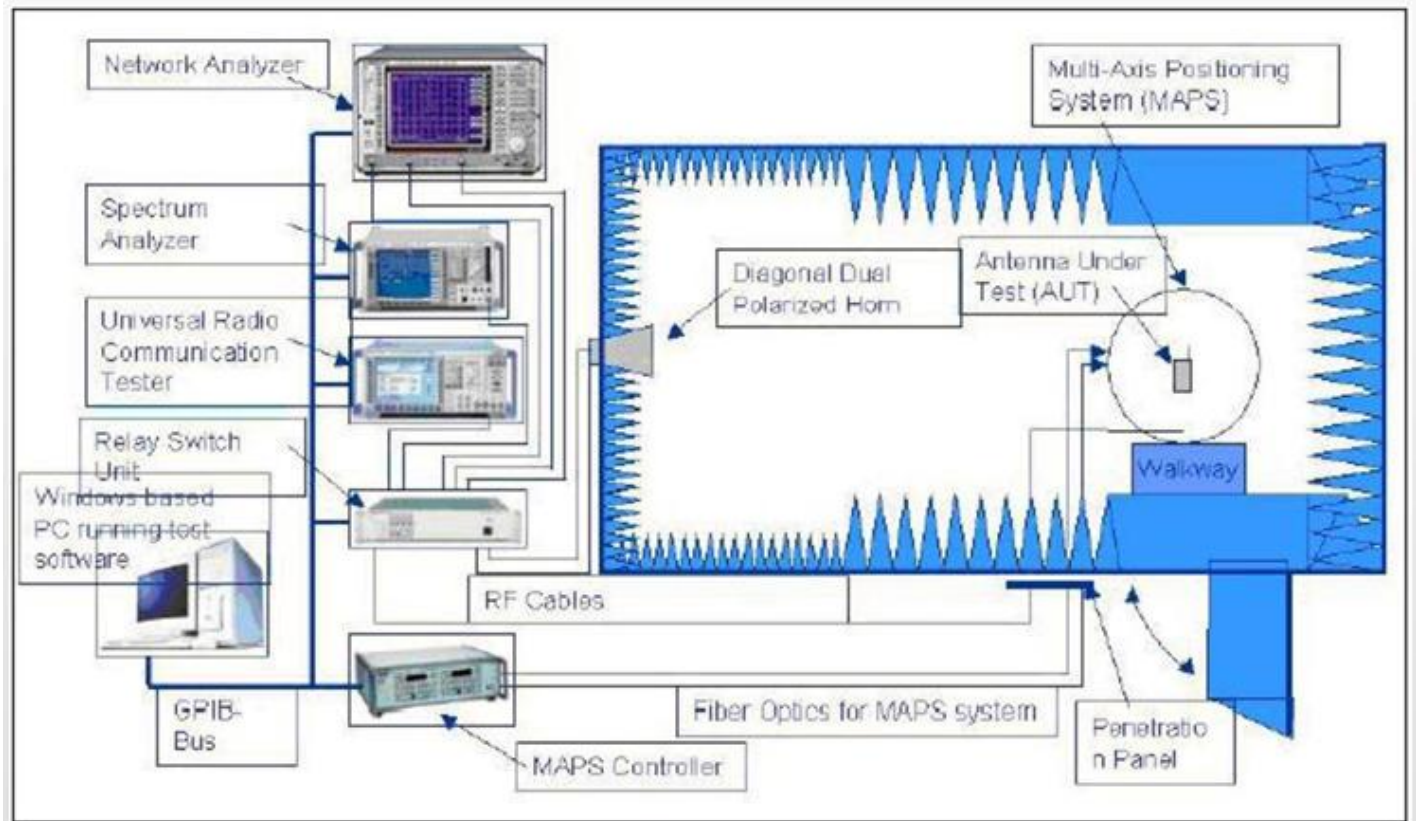 Network Analyzer
Multi-Axis Positioning
System (MAPS)
Spectrum
Analyzer
Diagonal Dual
Polarized Horn
Antenna Under
Test (AUT)
Universal Radio
Communication
Tester
Relay Switch
Unit
Walkway
Windows based
PC running test
software
RF Cables
GPIB-
Bus
Fiber Optics for MAPS system
Penetratio
n Panel
MAPS Controller